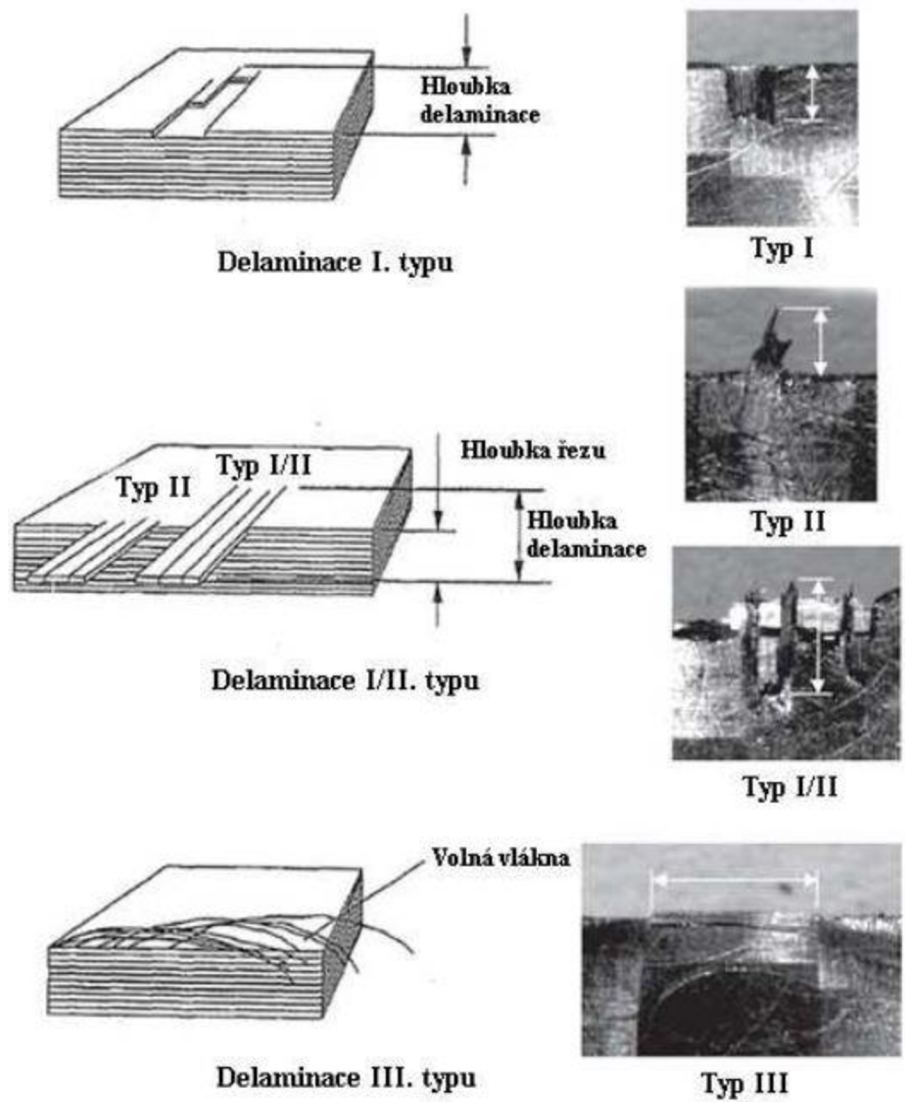 Hloubka
delaminace
Delaminace I. typu
Typ I
Typ II
Typ I/II
Hloubka řezu
Hloubka
delaminace
Typ II
Delaminace I/II. typu
Typ I/II
Volná vlákna
Delaminace III. typu
Typ III